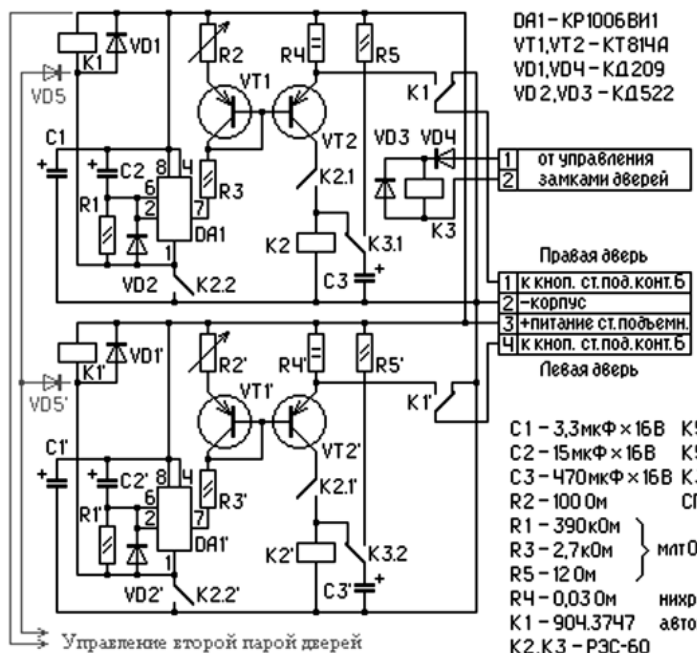 DA1-КР1006ВИ1
VT1,VT2-КТ814А
VD1,VD4-КД209
VD2,VD3-КД522
K1
VD1
R2
R4
R5
VD5
VT1
K1
VT2
VD3
VD4
1 от управления
2 замками дверей
C1
C2
8
4
R3
K2.1
R1
6
2
7
DA1
K3
1
K2
K3.1
VD2
K2.2
C3
Правая дверь
1 к кноп. ст.под.конт.6
2 -корпус
3 +питание ст.подъемн.
4 к кноп. ст.под.конт.6
Левая дверь
K1'
VD1'
R2'
R4'
R5'
VD5'
VT1'
K1'
VT2'
C1'
C2'
8
4
R3'
K2.1'
R1'
6
2
7
DA1'
1
K2'
K3.2
VD2'
K2.2'
C3'
C1-3,3мкФ×16В
C2-15мкФ×16В
C3-470мкФ×16В
R2-100 Ом
R1-390кОм
R3-2,7кОм
R5-12 Ом
R4-0,03 Ом
K1-904.3747
K2,K3-РЭС-60
Управление второй парой дверей